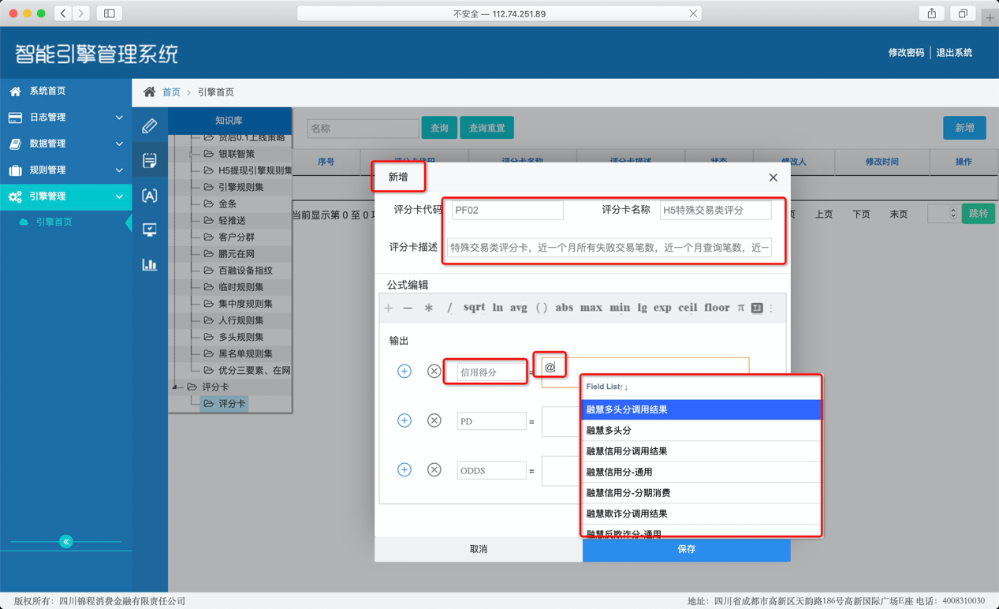 不安全 — 112.74.251.89
智能引擎管理系统
修改密码 | 退出系统
系统首页
日志管理
数据管理
规则管理
引擎管理
引擎首页
首页 > 引擎首页
知识库
贷后0.1上线策略
银联智策
H5提现引擎规则集
引擎规则集
金条
轻推送
客户分群
鹏元在网
百融设备指纹
临时规则集
集中度规则集
人行规则集
多头规则集
黑名单规则集
优分三要素、在网
评分卡
评分卡
名称
查询
查询重置
新增
序号 评分卡代码 评分卡名称 评分卡描述 状态 修改人 修改时间 操作
当前显示第 0 至 0 项
页 上页 下页 末页 跳转
新增
评分卡代码 PF02 评分卡名称 H5特殊交易类评分
评分卡描述 特殊交易类评分卡，近一个月所有失败交易笔数，近一个月查询笔数，近一
公式编辑
+ − * / sqrt ln avg ( ) abs max min lg exp ceil floor π
输出
信用得分 = @
PD =
ODDS =
Field List↑↓
融慧多头分调用结果
融慧多头分
融慧信用分调用结果
融慧信用分-通用
融慧信用分-分期消费
融慧欺诈分调用结果
融慧反欺诈分-通用
取消
保存
版权所有：四川锦程消费金融有限责任公司
地址：四川省成都市高新区天韵路186号高新国际广场E座 电话：4008310030